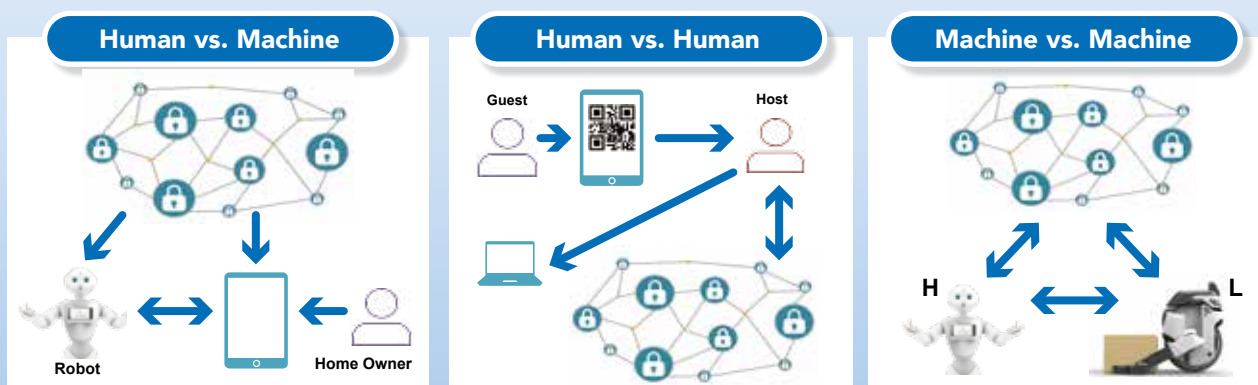 Human vs. Machine
Robot
Home Owner
Human vs. Human
Guest
Host
Machine vs. Machine
H
L